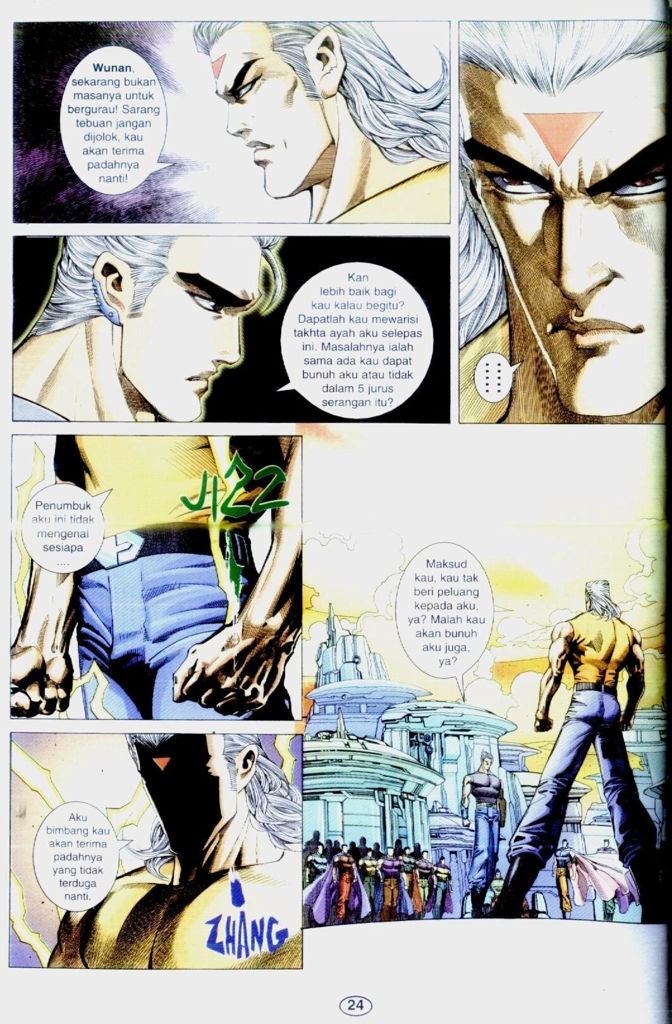 Wunan,
sekarang bukan
masanya untuk
bergurau! Sarang
tebuan jangan
dijolok, kau
akan terima
padahnya
nanti!
Kan
lebih baik bagi
kau kalau begitu?
Dapatlah kau mewarisi
takhta ayah aku selepas
ini. Masalahnya ialah
sama ada kau dapat
bunuh aku atau tidak
dalam 5 jurus
serangan itu?
Penumbuk
aku ini tidak
mengenai
sesiapa
....
Maksud
kau, kau tak
beri peluang
kepada aku,
ya? Malah kau
akan bunuh
aku juga,
ya?
Aku
bimbang kau
akan terima
padahnya
yang tidak
terduga
nanti.
ZHANG
24